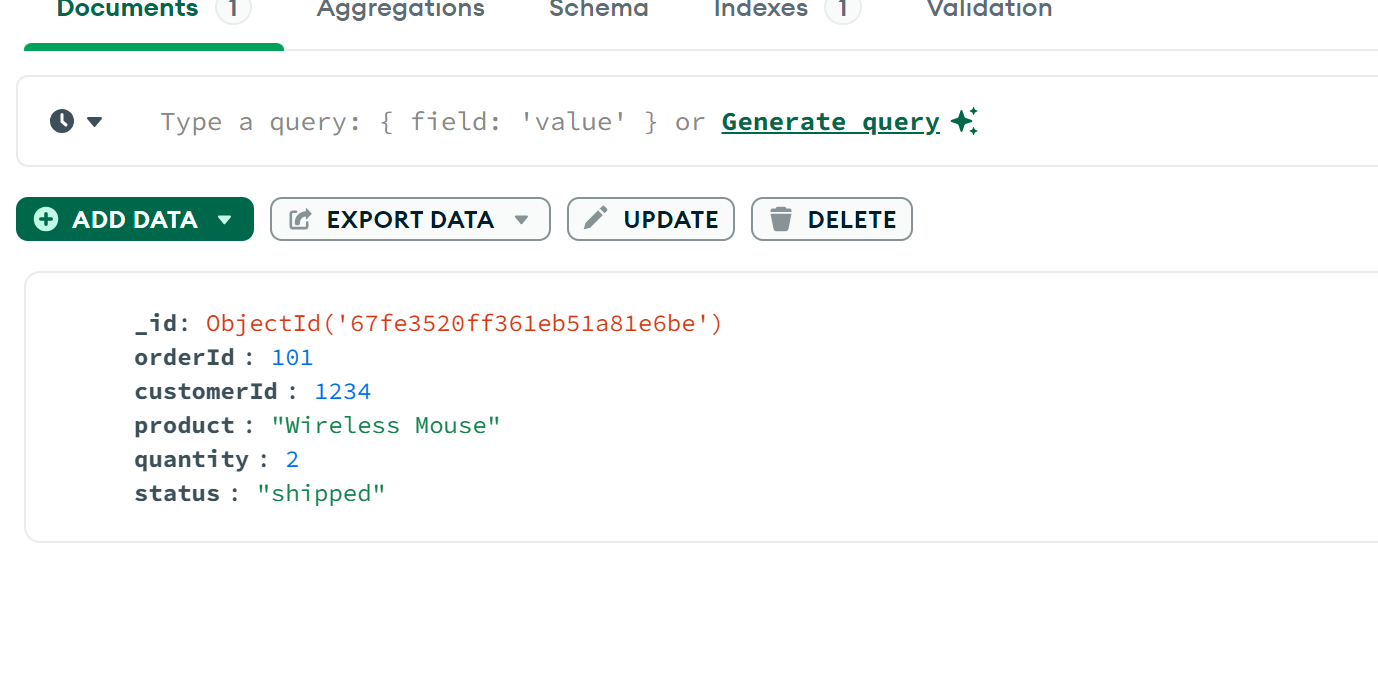 Documents 1 Aggregations Schema Indexes 1 Validation
Type a query: { field: 'value' } or Generate query
ADD DATA EXPORT DATA UPDATE DELETE
_id: ObjectId('67fe3520ff361eb51a81e6be')
orderId : 101
customerId : 1234
product : "Wireless Mouse"
quantity : 2
status : "shipped"